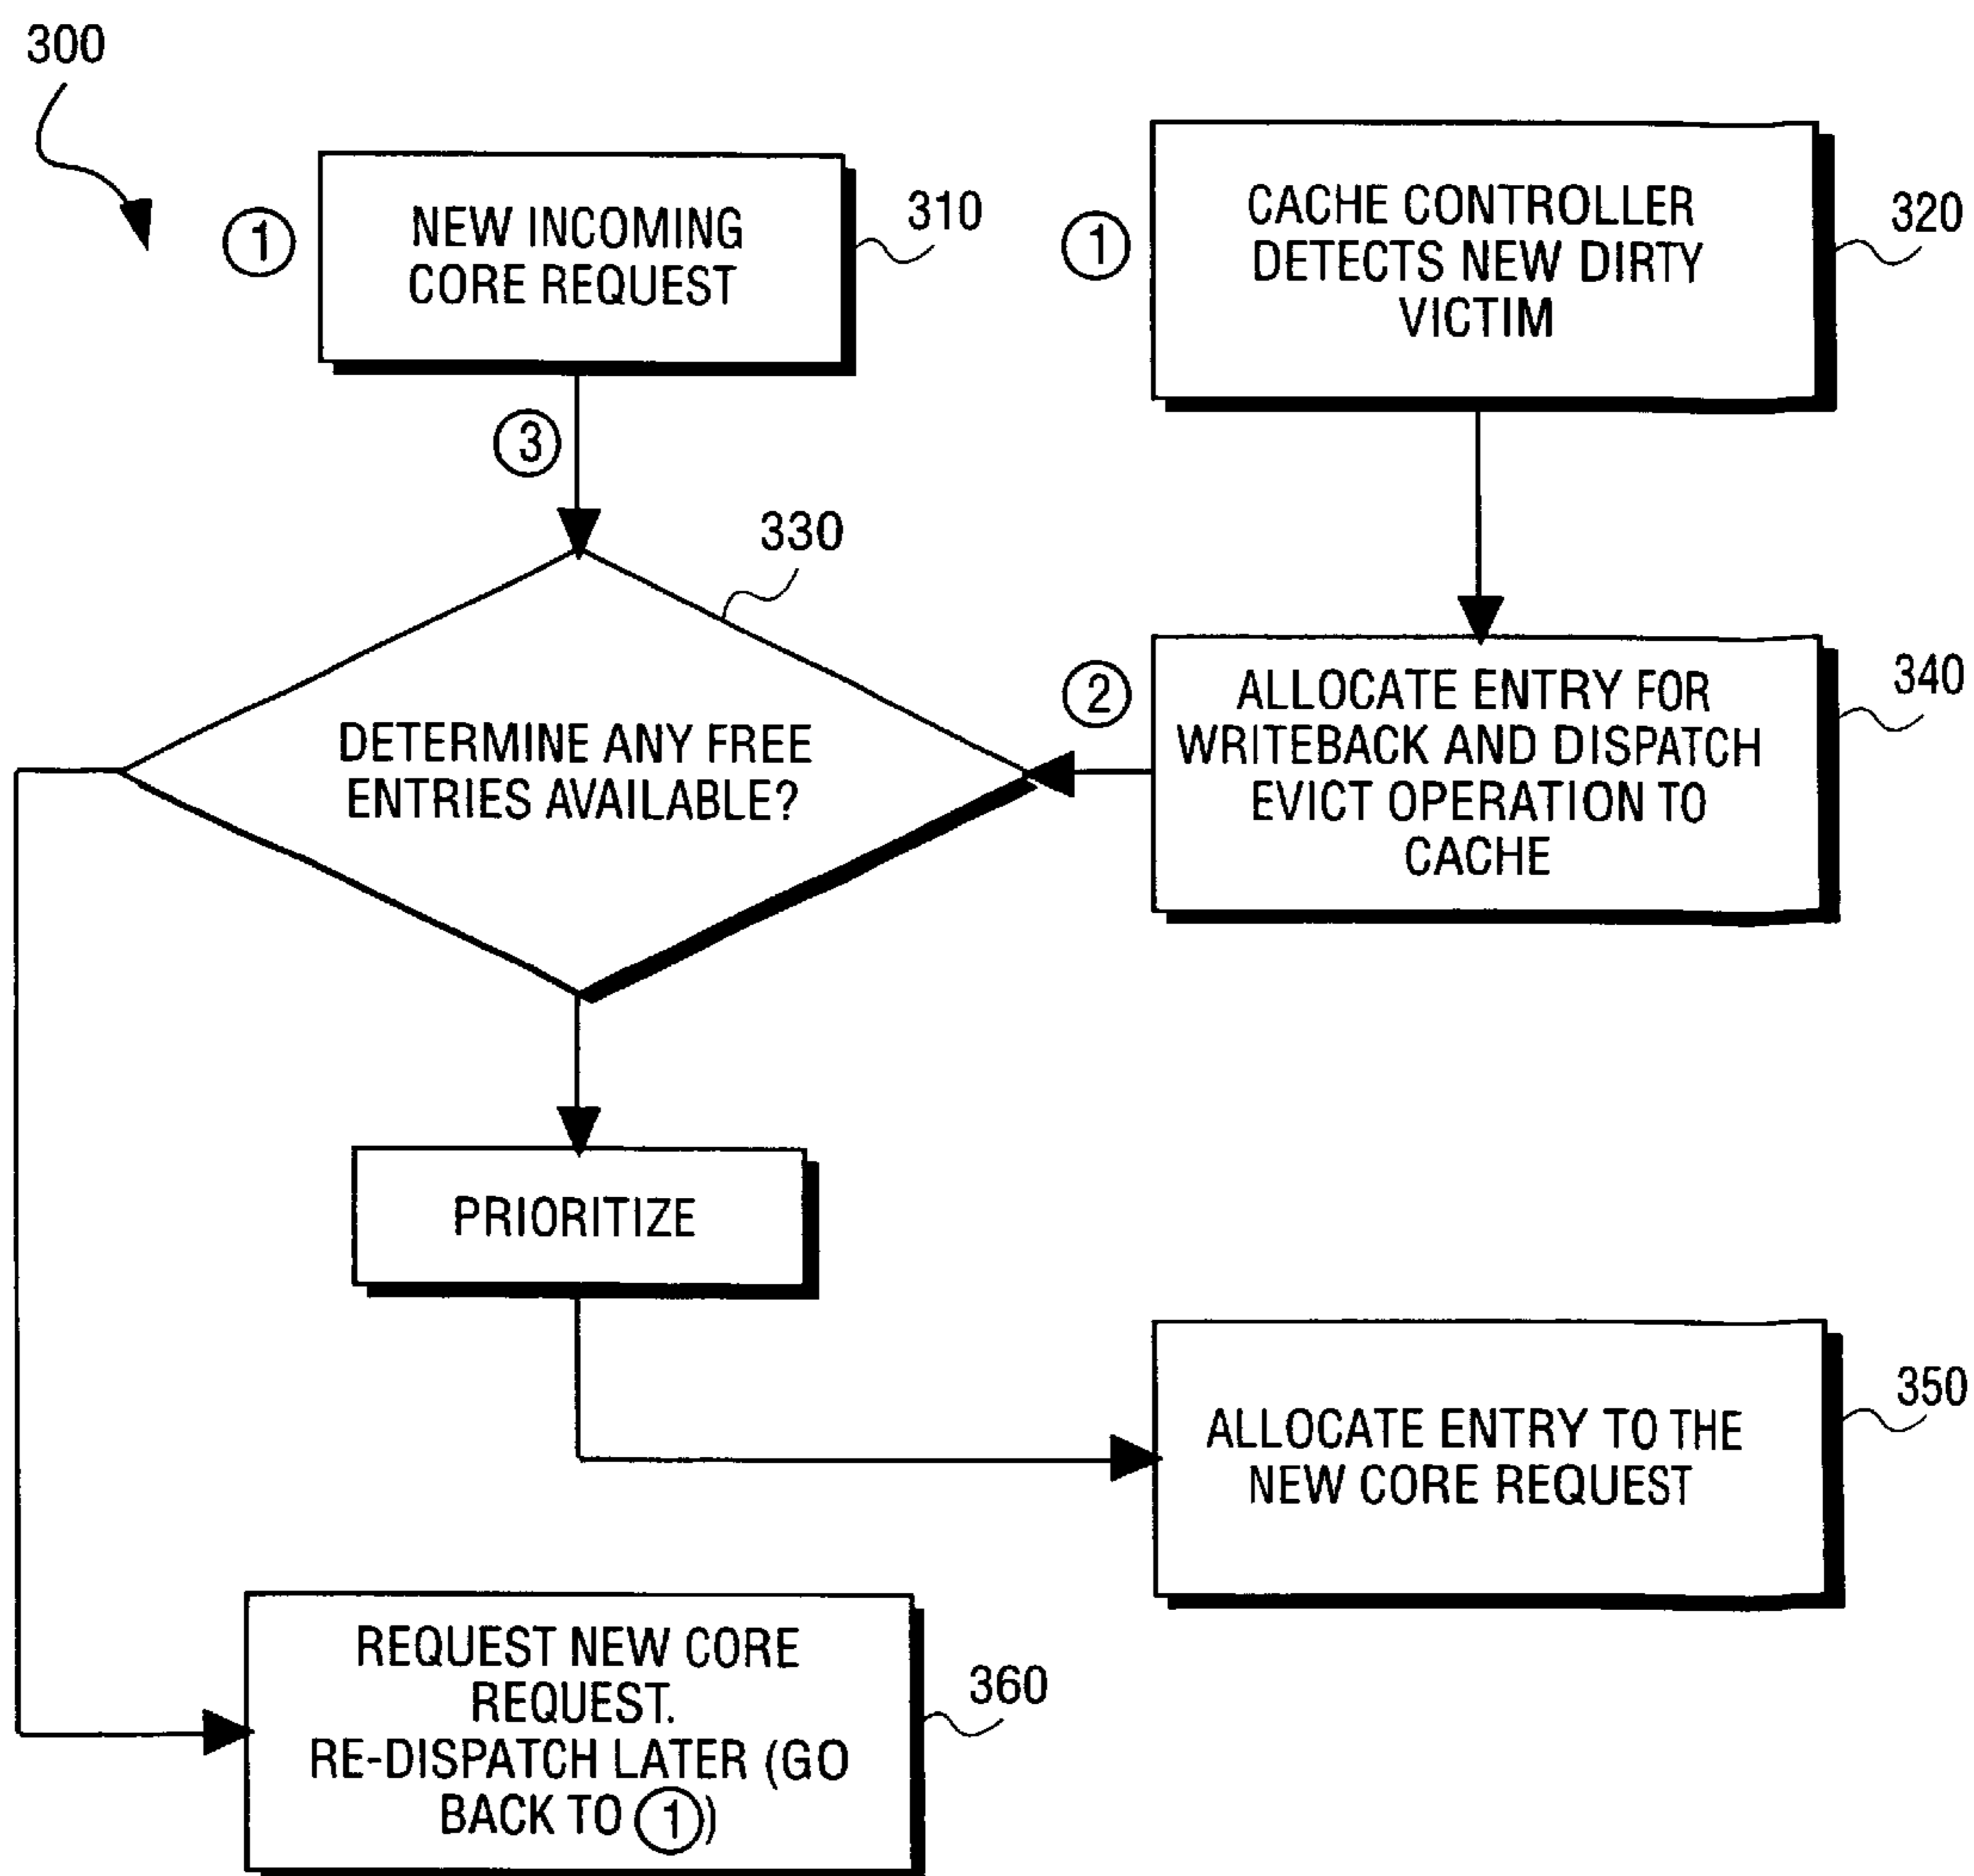 300
①
NEW INCOMING
CORE REQUEST
310
①
CACHE CONTROLLER
DETECTS NEW DIRTY
VICTIM
320
③
330
DETERMINE ANY FREE
ENTRIES AVAILABLE?
②
ALLOCATE ENTRY FOR
WRITEBACK AND DISPATCH
EVICT OPERATION TO
CACHE
340
PRIORITIZE
ALLOCATE ENTRY TO THE
NEW CORE REQUEST
350
REQUEST NEW CORE
REQUEST.
RE-DISPATCH LATER (GO
BACK TO ①)
360